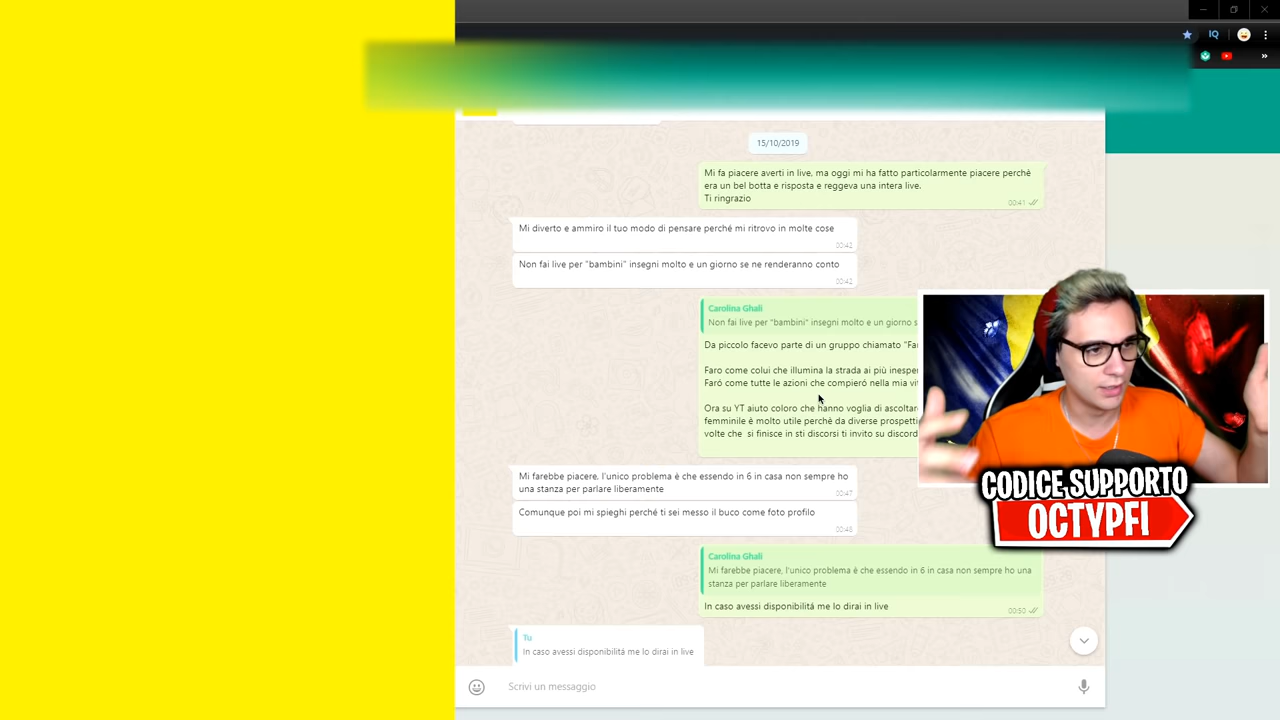 IQ
15/10/2019
Mi fa piacere averti in live, ma oggi mi ha fatto particolarmente piacere perchè
era un bel botta e risposta e reggeva una intera live.
Ti ringrazio
00:41
Mi diverto e ammiro il tuo modo di pensare perché mi ritrovo in molte cose
00:42
Non fai live per "bambini" insegni molto e un giorno se ne renderanno conto
00:42
Carolina Ghali
Non fai live per "bambini" insegni molto e un giorno s
Da piccolo facevo parte di un gruppo chiamato "Fa
Faro come colui che illumina la strada ai più inesper
Faró come tutte le azioni che compieró nella mia vi
Ora su YT aiuto coloro che hanno voglia di ascoltar
femminile è molto utile perchè da diverse prospetti
volte che si finisce in sti discorsi ti invito su discord
Mi farebbe piacere, l'unico problema è che essendo in 6 in casa non sempre ho
una stanza per parlare liberamente
00:47
Comunque poi mi spieghi perché ti sei messo il buco come foto profilo
00:48
CODICE SUPPORTO
OCTYPFI
Carolina Ghali
Mi farebbe piacere, l'unico problema è che essendo in 6 in casa non sempre ho una
stanza per parlare liberamente
In caso avessi disponibilitá me lo dirai in live
00:50
Tu
In caso avessi disponibilitá me lo dirai in live
Scrivi un messaggio